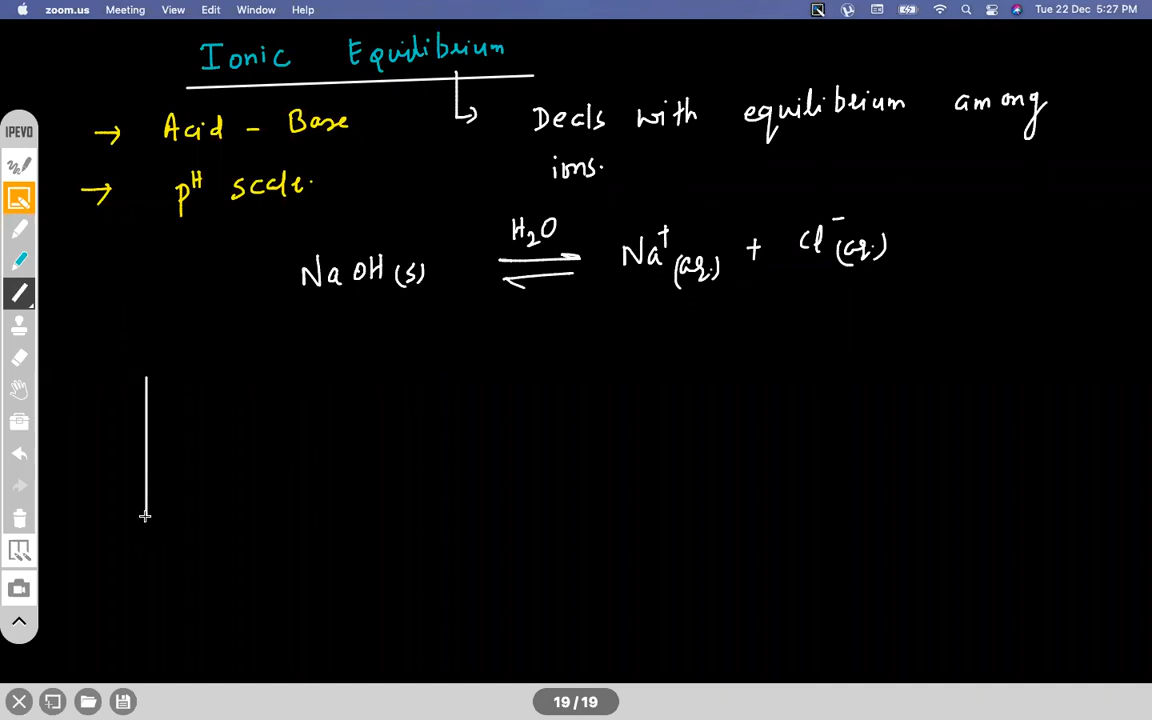 zoom.us Meeting View Edit Window Help Tue 22 Dec 5:27 PM
Ionic Equilibrium
→ Acid - Base
↳ Deals with equilibrium among
ions.
→ pᴴ scale.
NaOH(s) ⇌ Na⁺(aq.) + Cl⁻(aq.)
H₂O
IPEVO
19/19